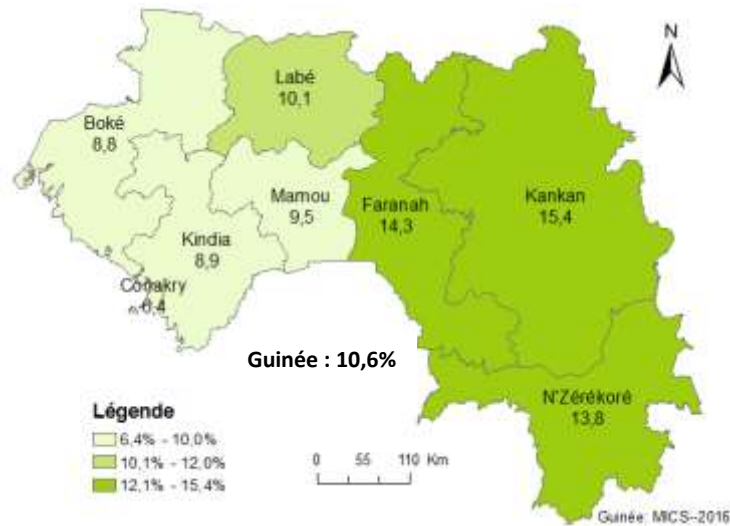 N
Labé
10,1
Boké
8,8
Mamou
9,5
Faranah
14,3
Kankan
15,4
Kindia
8,9
Conakry
6,4
Guinée : 10,6%
N'Zérékoré
13,8
Légende
6,4% - 10,0%
10,1% - 12,0%
12,1% - 15,4%
0 55 110 Km
Guinée: MICS--2016